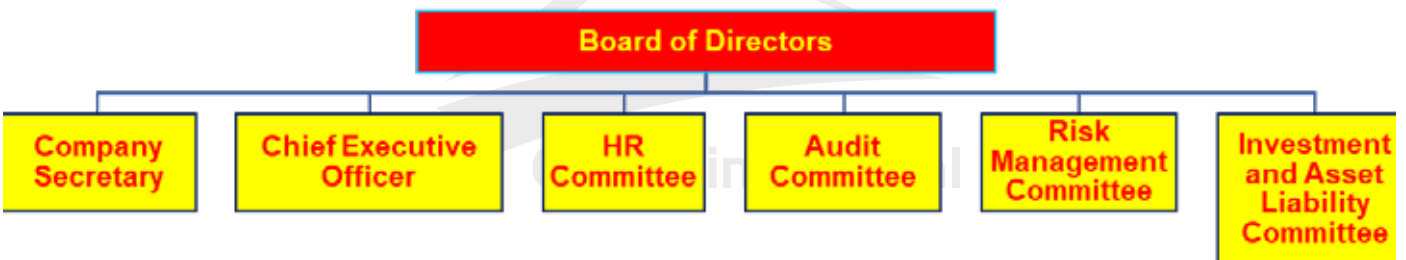 Board of Directors
Company
Secretary
Chief Executive
Officer
HR
Committee
Audit
Committee
Risk
Management
Committee
Investment
and Asset
Liability
Committee